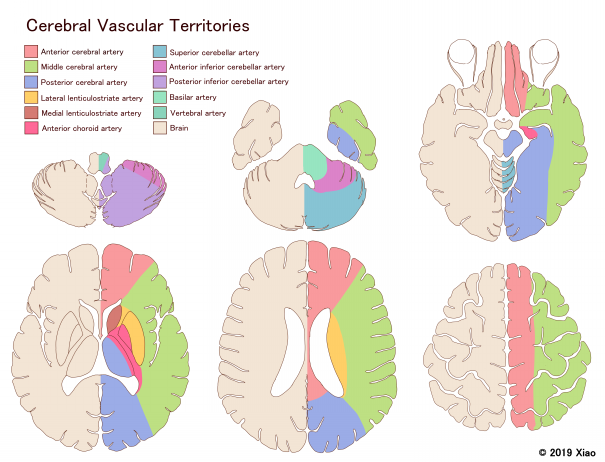 Cerebral Vascular Territories
Anterior cerebral artery
Middle cerebral artery
Posterior cerebral artery
Lateral lenticulostriate artery
Medial lenticulostriate artery
Anterior choroid artery
Superior cerebellar artery
Anterior inferior cerebellar artery
Posterior inferior cerebellar artery
Basilar artery
Vertebral artery
Brain
© 2019 Xiao